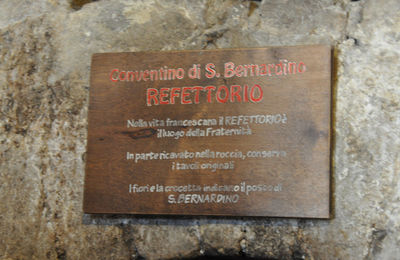 Conventino di S. Bernardino
REFETTORIO
Nella vita francescana il REFETTORIO è
il luogo della Fraternità
In parte ricavato nella roccia, conserva
i tavoli originali
I fiori e la crocetta indicano il posto di
S. BERNARDINO